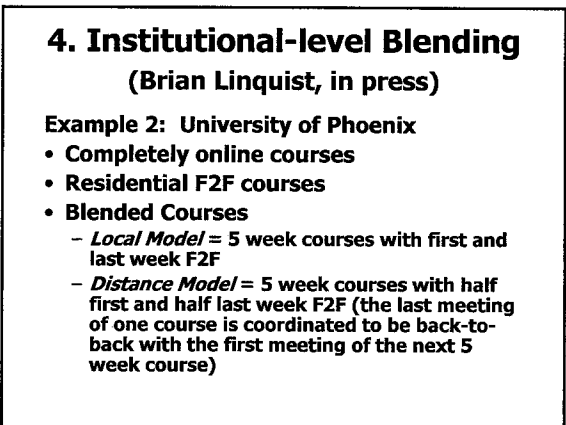 4. Institutional-level Blending
(Brian Linquist, in press)
Example 2: University of Phoenix
• Completely online courses
• Residential F2F courses
• Blended Courses
– Local Model = 5 week courses with first and
last week F2F
– Distance Model = 5 week courses with half
first and half last week F2F (the last meeting
of one course is coordinated to be back-to-
back with the first meeting of the next 5
week course)